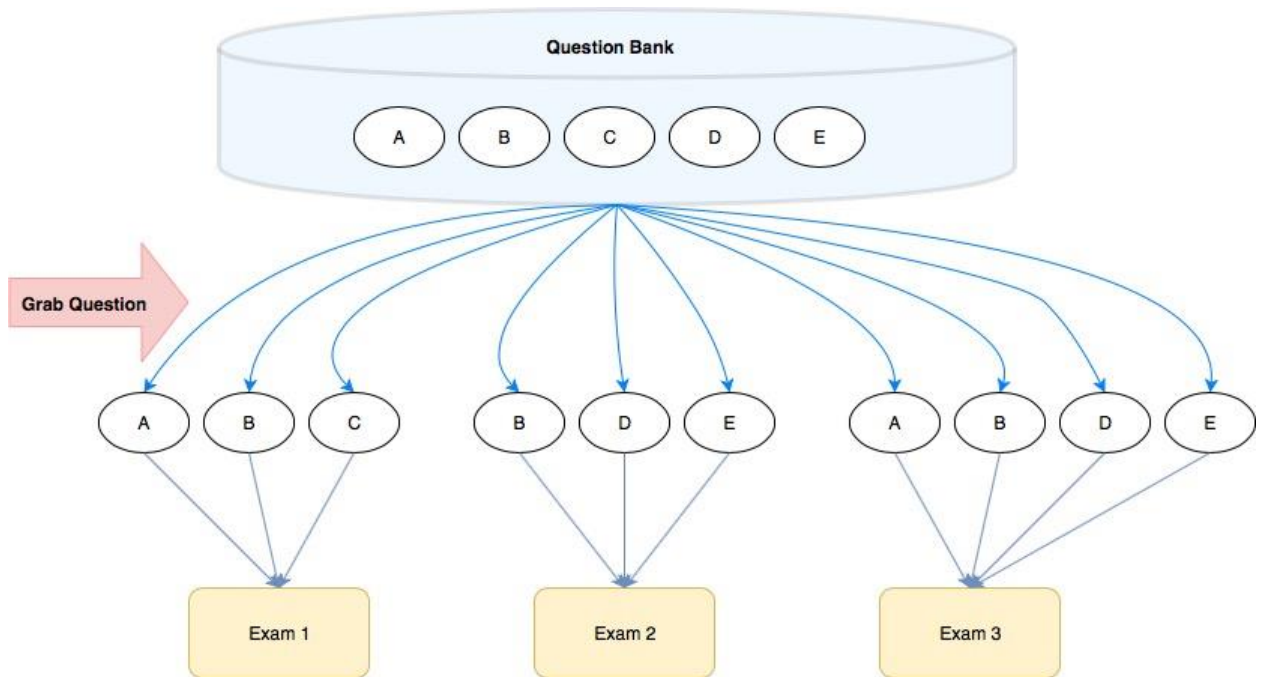 Question Bank
A B C D E
Grab Question
A B C B D E A B D E
Exam 1 Exam 2 Exam 3